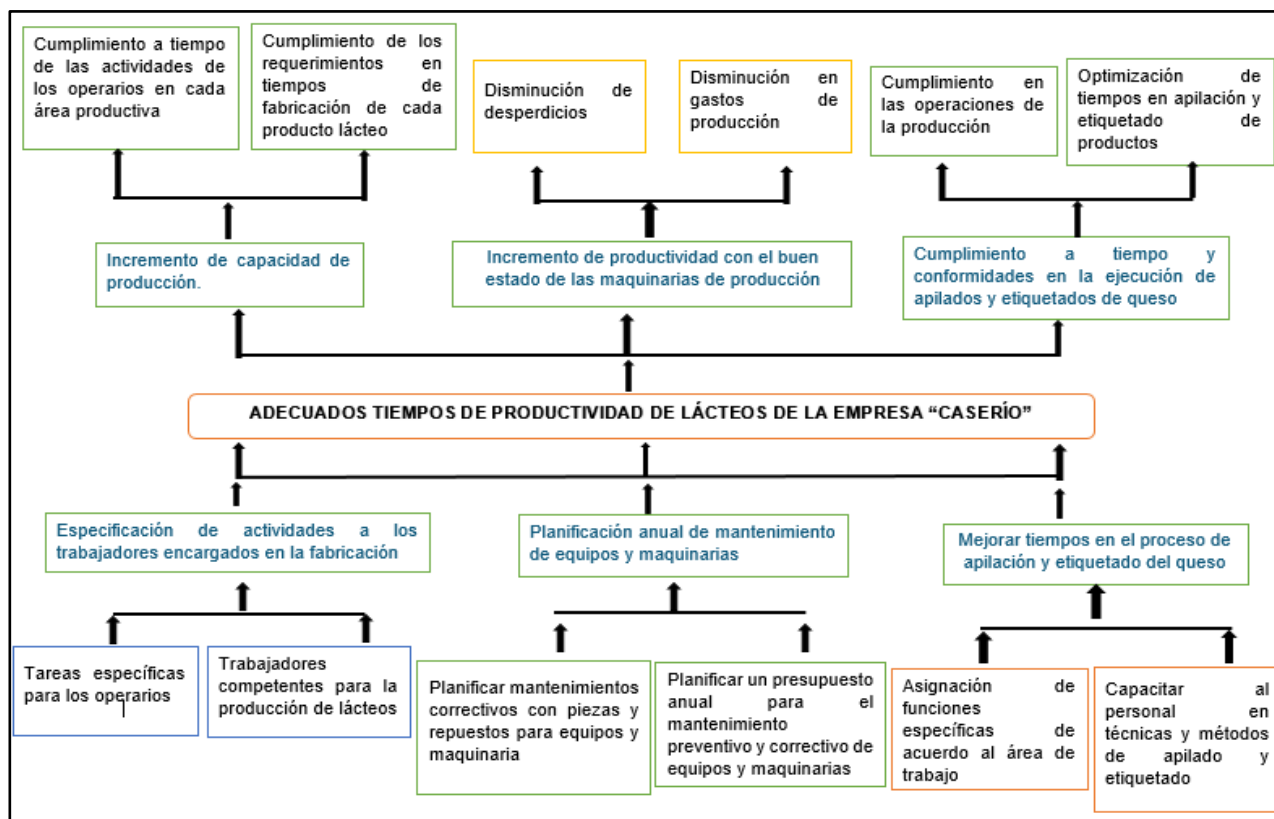 Cumplimiento a tiempo
de las actividades de
los operarios en cada
área productiva
Cumplimiento de los
requerimientos en
tiempos de
fabricación de cada
producto lácteo
Disminución de
desperdicios
Disminución en
gastos de
producción
Cumplimiento en
las operaciones de
la producción
Optimización de
tiempos en apilación y
etiquetado de
productos
Incremento de capacidad de
producción.
Incremento de productividad con el buen
estado de las maquinarias de producción
Cumplimiento a tiempo y
conformidades en la ejecución de
apilados y etiquetados de queso
ADECUADOS TIEMPOS DE PRODUCTIVIDAD DE LÁCTEOS DE LA EMPRESA “CASERÍO”
Especificación de actividades a los
trabajadores encargados en la fabricación
Planificación anual de mantenimiento
de equipos y maquinarias
Mejorar tiempos en el proceso de
apilación y etiquetado del queso
Tareas específicas
para los operarios
Trabajadores
competentes para la
producción de lácteos
Planificar mantenimientos
correctivos con piezas y
repuestos para equipos y
maquinaria
Planificar un presupuesto
anual para el
mantenimiento
preventivo y correctivo de
equipos y maquinarias
Asignación de
funciones
específicas de
acuerdo al área de
trabajo
Capacitar al
personal en
técnicas y métodos
de apilado y
etiquetado